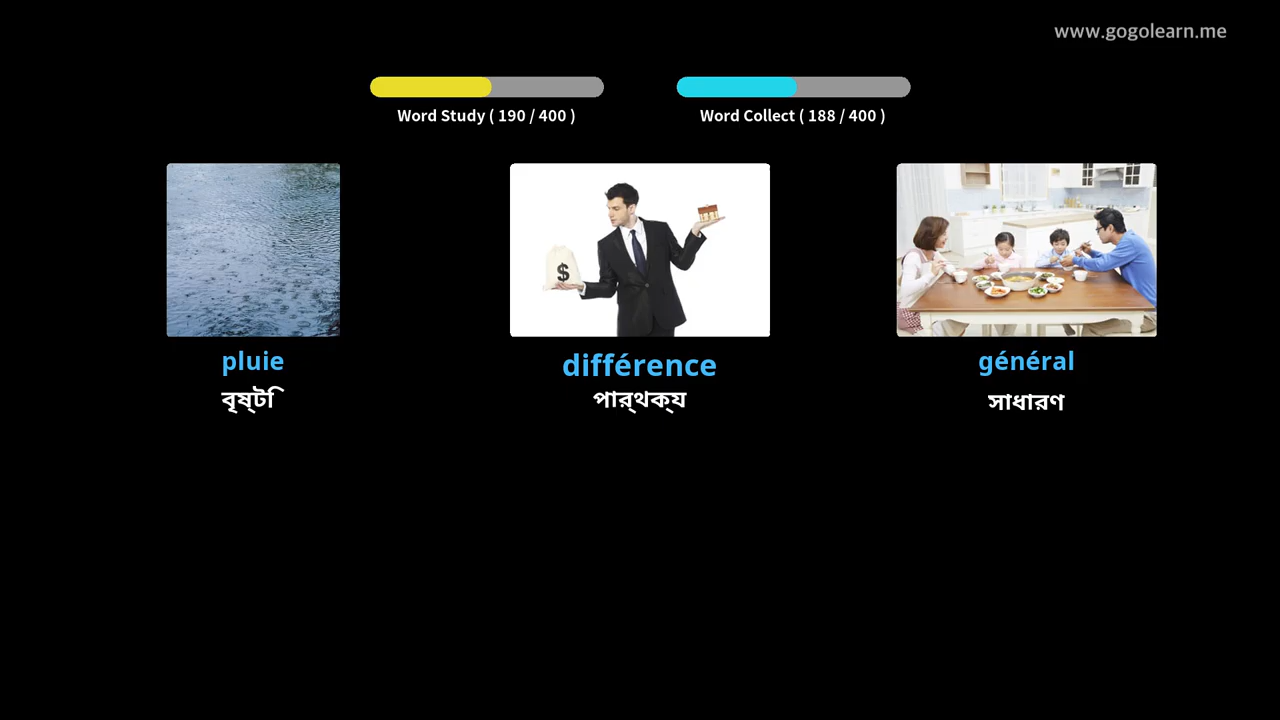 www.gogolearn.me
Word Study ( 190 / 400 )
Word Collect ( 188 / 400 )
$
pluie
différence
général
বৃষ্টি
পার্থক্য
সাধারণ